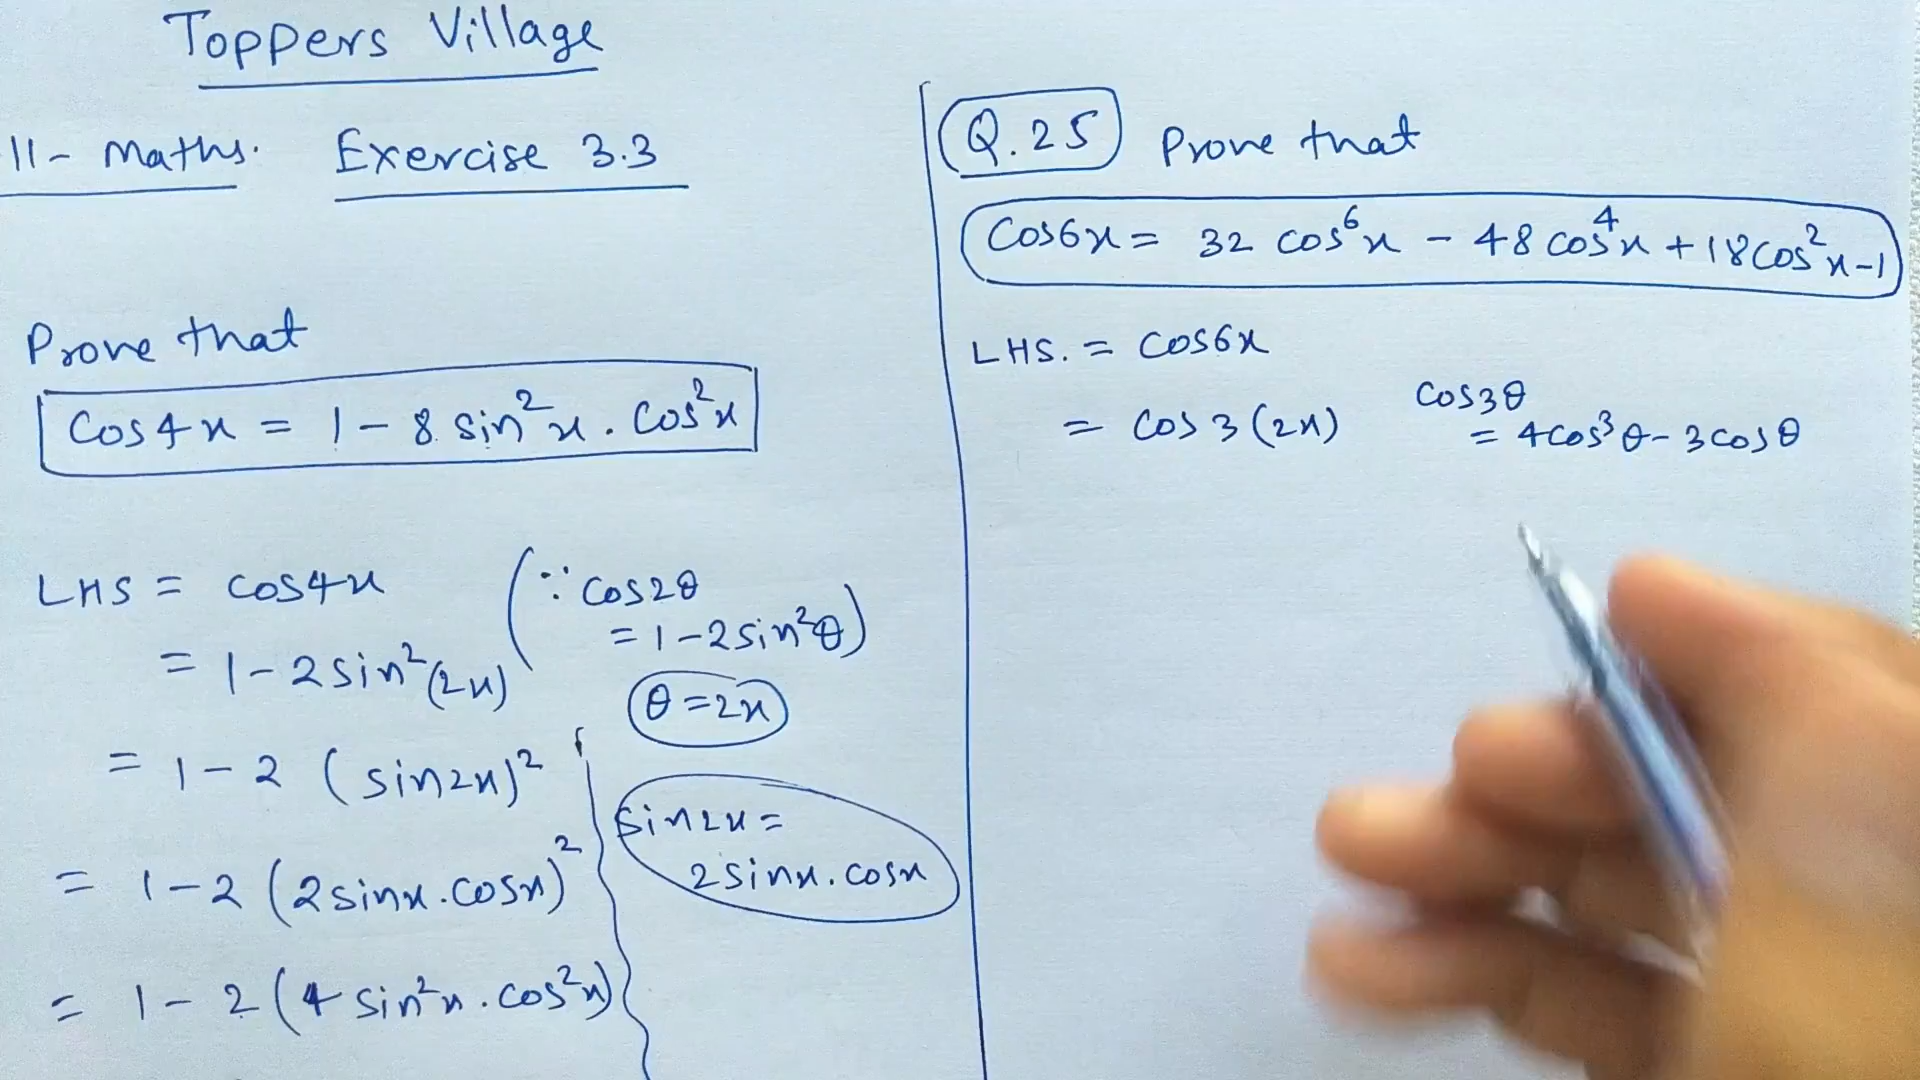 Toppers Village
11- Maths. Exercise 3.3
Prove that
Cos4x = 1 - 8 sin²x . Cos²x
LHS = cos4x
= 1-2sin²(2x)
= 1-2 (sin2x)²
= 1-2 (2sinx.cosx)²
= 1-2 (4 sin²x . cos²x)
(∵ cos2θ
= 1-2sin²θ)
θ=2x
sin2x =
2sinx.cosx
Q.25 Prove that
Cos6x = 32 cos⁶x - 48 cos⁴x + 18cos²x-1
LHS. = cos6x
= cos 3 (2x)
Cos3θ
= 4cos³θ-3cosθ